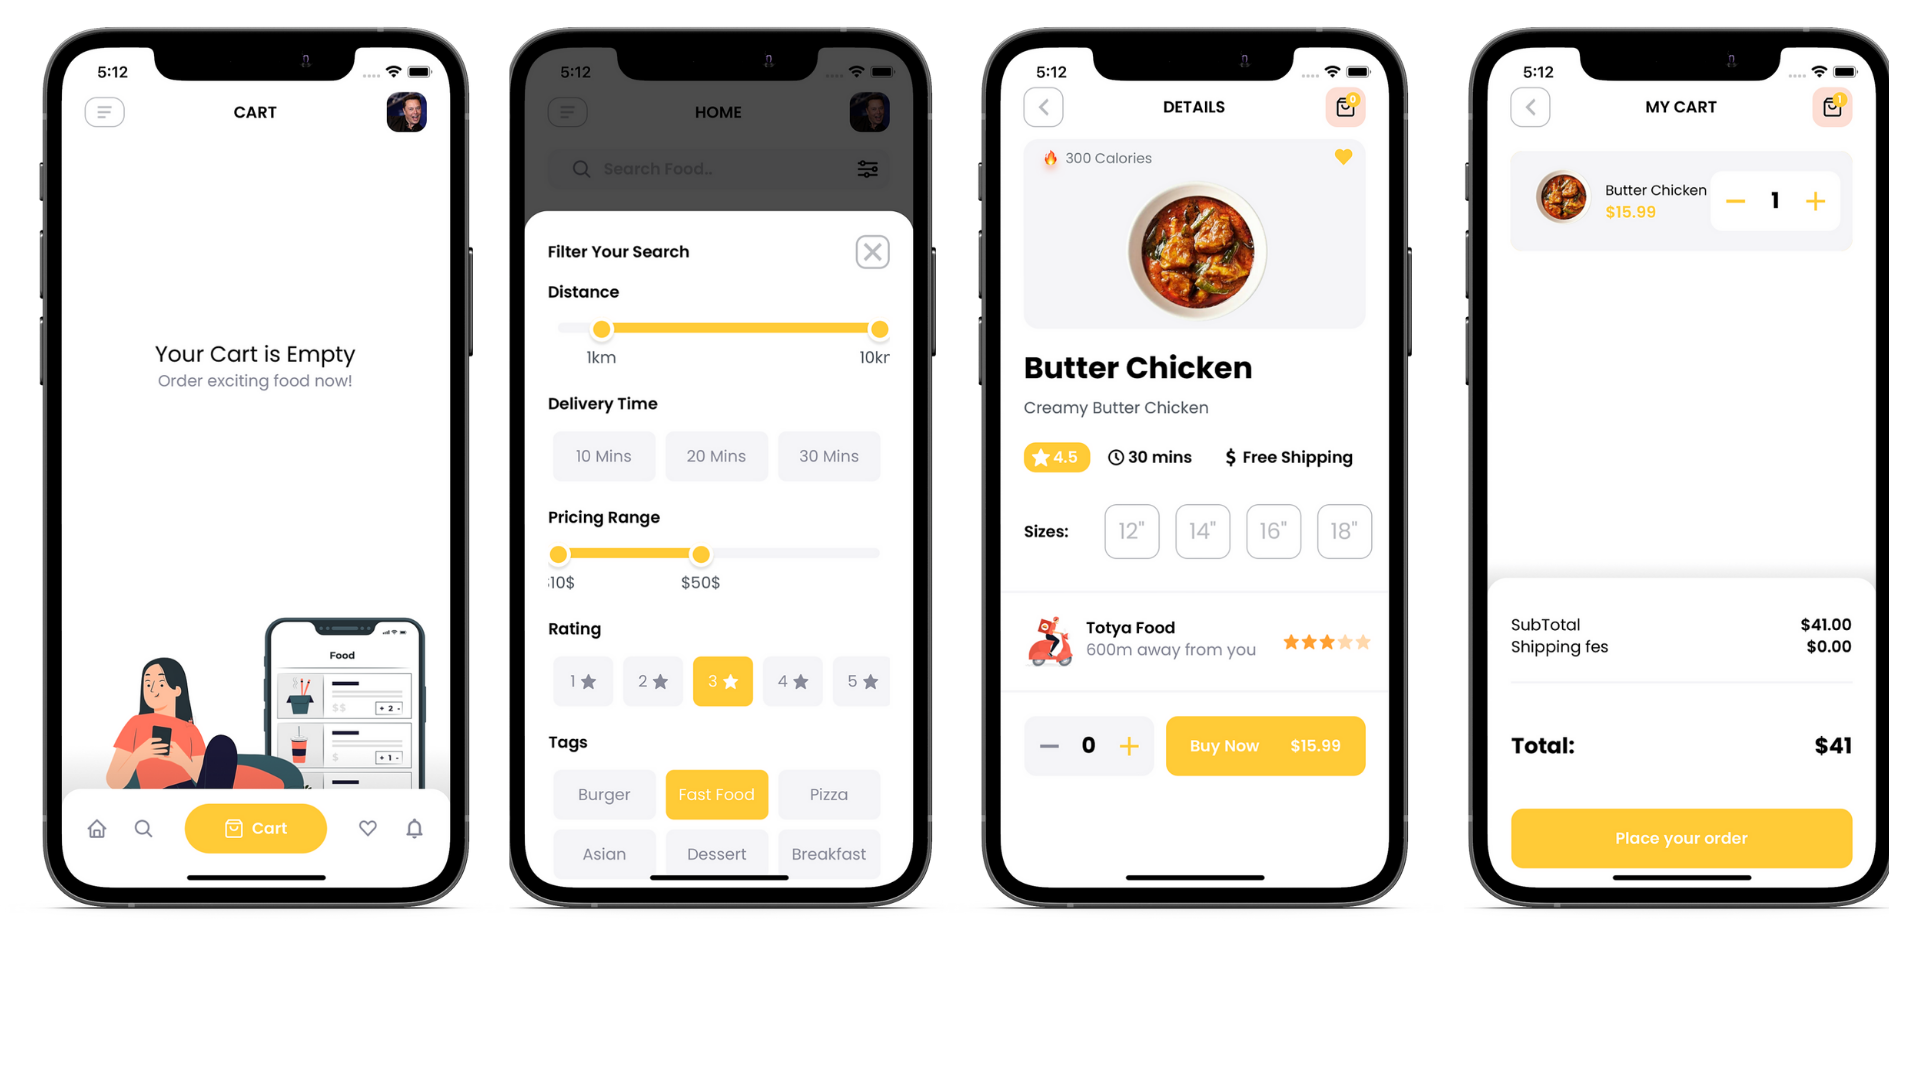 5:12
CART
Your Cart is Empty
Order exciting food now!
Food
$$
+ 2 -
$
+ 1 -
Cart
5:12
HOME
Search Food..
Filter Your Search
Distance
1km
10kr
Delivery Time
10 Mins
20 Mins
30 Mins
Pricing Range
10$
$50$
Rating
1
2
3
4
5
Tags
Burger
Fast Food
Pizza
Asian
Dessert
Breakfast
5:12
DETAILS
0
300 Calories
Butter Chicken
Creamy Butter Chicken
4.5
30 mins
$ Free Shipping
Sizes:
12"
14"
16"
18"
Totya Food
600m away from you
0
Buy Now $15.99
5:12
MY CART
1
Butter Chicken
$15.99
1
SubTotal $41.00
Shipping fes $0.00
Total: $41
Place your order